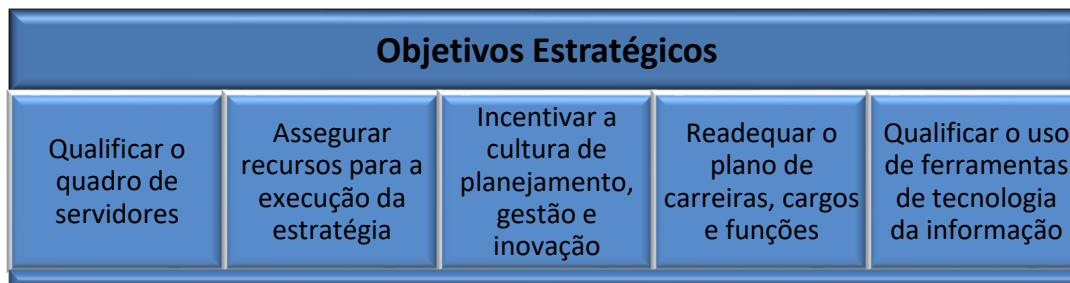 Objetivos Estratégicos
Qualificar o
quadro de
servidores
Assegurar
recursos para a
execução da
estratégia
Incentivar a
cultura de
planejamento,
gestão e
inovação
Readequar o
plano de
carreiras, cargos
e funções
Qualificar o uso
de ferramentas
de tecnologia
da informação